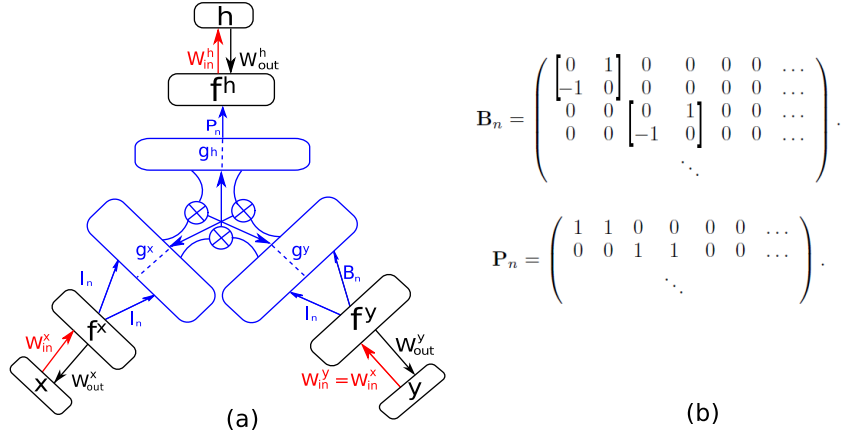 h
W_in^h
W_out^h
f^h
P_n
g^h
g^x
g^y
I_n
I_n
B_n
I_n
f^x
f^y
W_in^x
W_out^x
W_out^y
W_in^y = W_in^x
x
y
(a)
B_n = ( [0 1] 0 0 0 0 … ) .
[−1 0] 0 0 0 0 …
0 0 [0 1] 0 0 …
0 0 [−1 0] 0 0 …
⋱
P_n = ( 1 1 0 0 0 0 … ) .
0 0 1 1 0 0 …
⋱
(b)